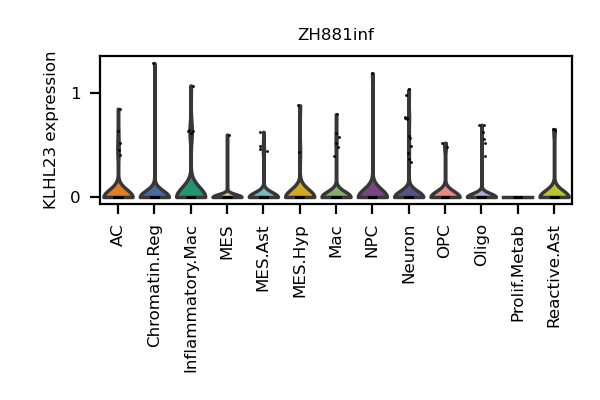 ZH881inf
KLHL23 expression
1
0
AC
Chromatin.Reg
Inflammatory.Mac
MES
MES.Ast
MES.Hyp
Mac
NPC
Neuron
OPC
Oligo
Prolif.Metab
Reactive.Ast